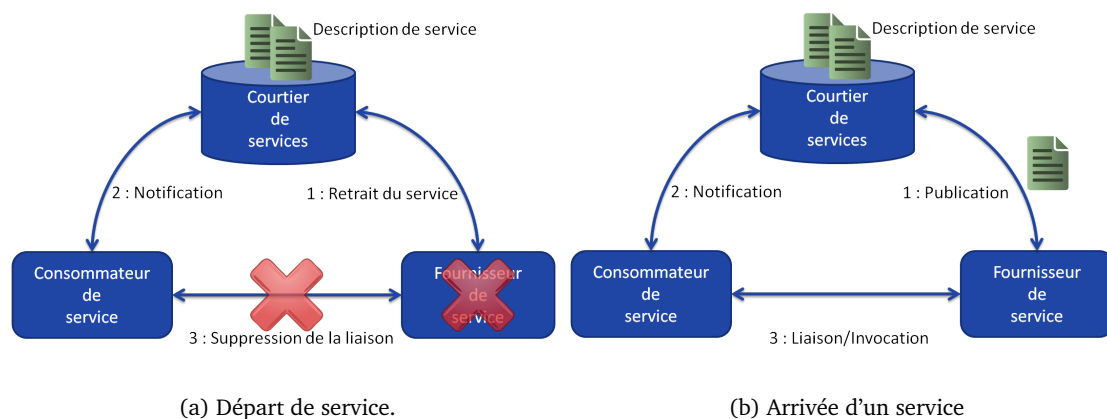 Description de service
Courtier
de
services
2 : Notification
1 : Retrait du service
Consommateur
de
service
Fournisseur
de
service
3 : Suppression de la liaison
(a) Départ de service.
Description de service
Courtier
de
services
2 : Notification
1 : Publication
Consommateur
de
service
Fournisseur
de
service
3 : Liaison/Invocation
(b) Arrivée d'un service